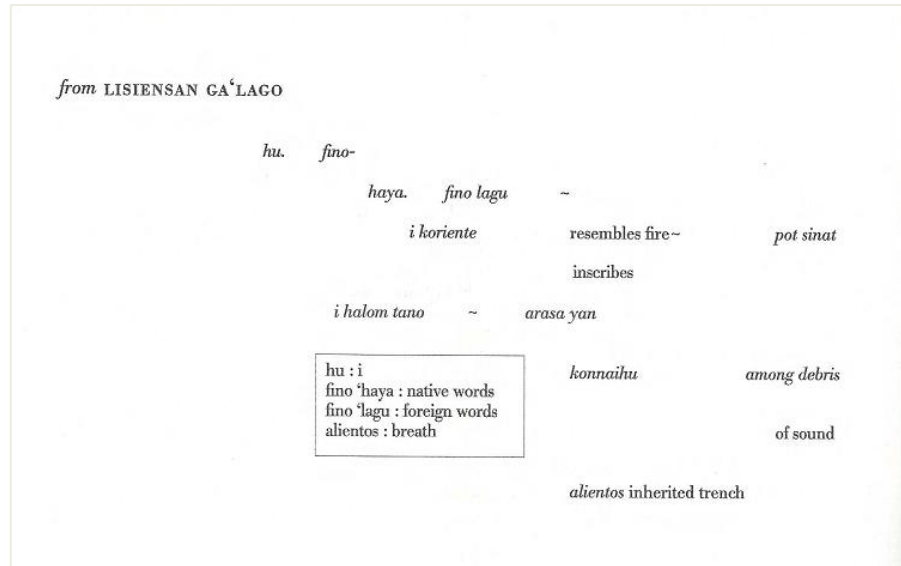 from LISIENSAN GA‘LAGO
hu. fino-
haya. fino lagu ~
i koriente resembles fire~ pot sinat
inscribes
i halom tano ~ arasa yan
hu : i
fino ‘haya : native words
fino ‘lagu : foreign words
alientos : breath
konnaihu among debris
of sound
alientos inherited trench